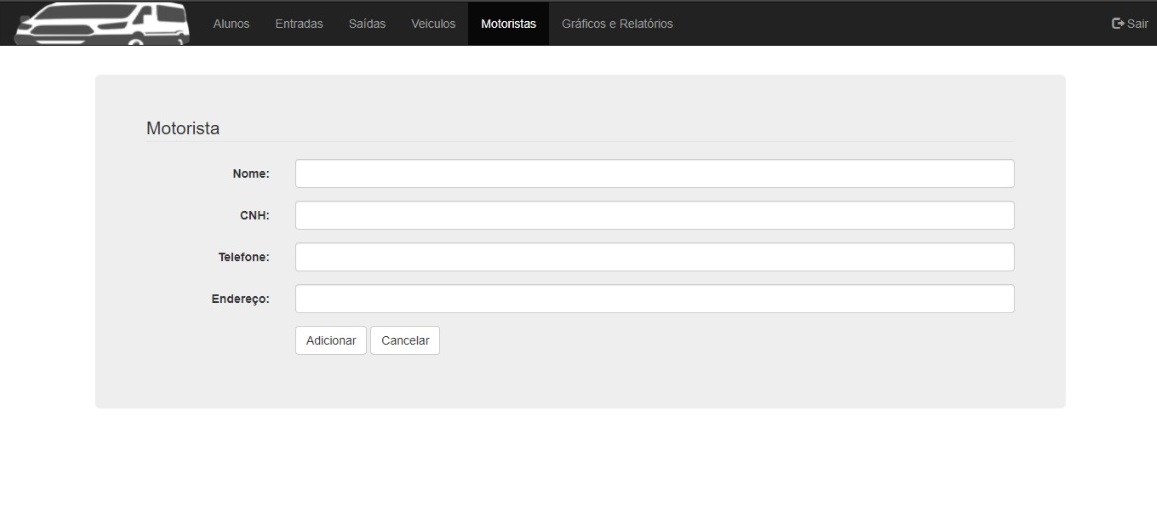 Alunos Entradas Saídas Veiculos Motoristas Gráficos e Relatórios Sair
Motorista
Nome:
CNH:
Telefone:
Endereço:
Adicionar Cancelar